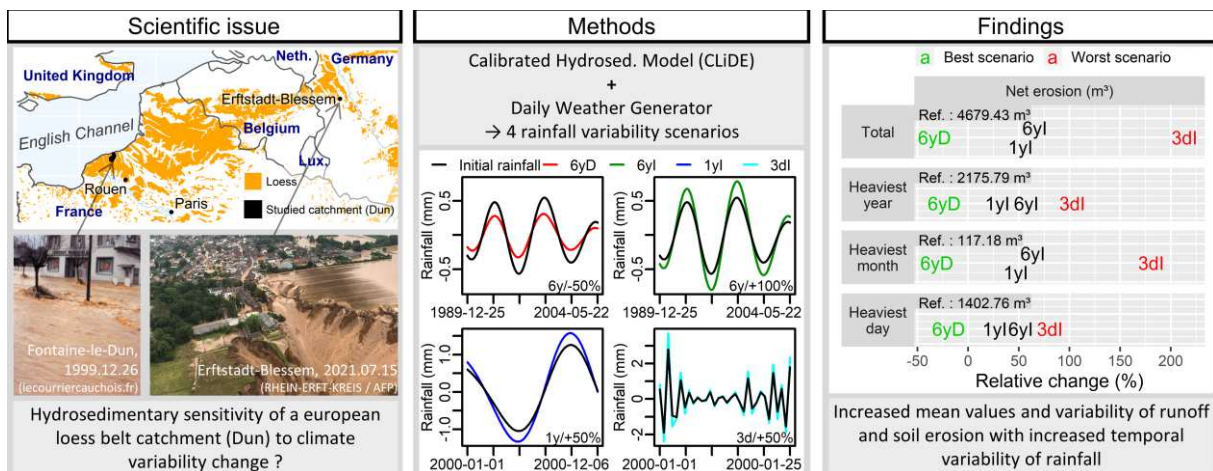 Scientific issue
Neth.
Germany
United Kingdom
Erftstadt-Blessem
English Channel
Belgium
Lux.
Rouen
Loess
Paris
Studied catchment (Dun)
France
Fontaine-le-Dun,
1999.12.26
(lecourriercauchois.fr)
Erftstadt-Blessem, 2021.07.15
(RHEIN-ERFT-KREIS / AFP)
Hydrosedimentary sensitivity of a european
loess belt catchment (Dun) to climate
variability change ?
Methods
Calibrated Hydrosed. Model (CLiDE)
+
Daily Weather Generator
→ 4 rainfall variability scenarios
Initial rainfall 6yD 6yI 1yI 3dI
Rainfall (mm)
0.5
-0.5
6y/-50%
1989-12-25 2004-05-22
Rainfall (mm)
0.5
-0.5
6y/+100%
1989-12-25 2004-05-22
Rainfall (mm)
1.0
0.0
-1.0
1y/+50%
2000-01-01 2000-12-06
Rainfall (mm)
2
0
-2
3d/+50%
2000-01-01 2000-01-25
Findings
a Best scenario a Worst scenario
Net erosion (m³)
Total
Ref. : 4679.43 m³
6yD 6yI 1yI 3dI
Heaviest
year
Ref. : 2175.79 m³
6yD 1yI 6yI 3dI
Heaviest
month
Ref. : 117.18 m³
6yD 6yI 1yI 3dI
Heaviest
day
Ref. : 1402.76 m³
6yD 1yI 6yI 3dI
-50 0 50 100 150 200
Relative change (%)
Increased mean values and variability of runoff
and soil erosion with increased temporal
variability of rainfall